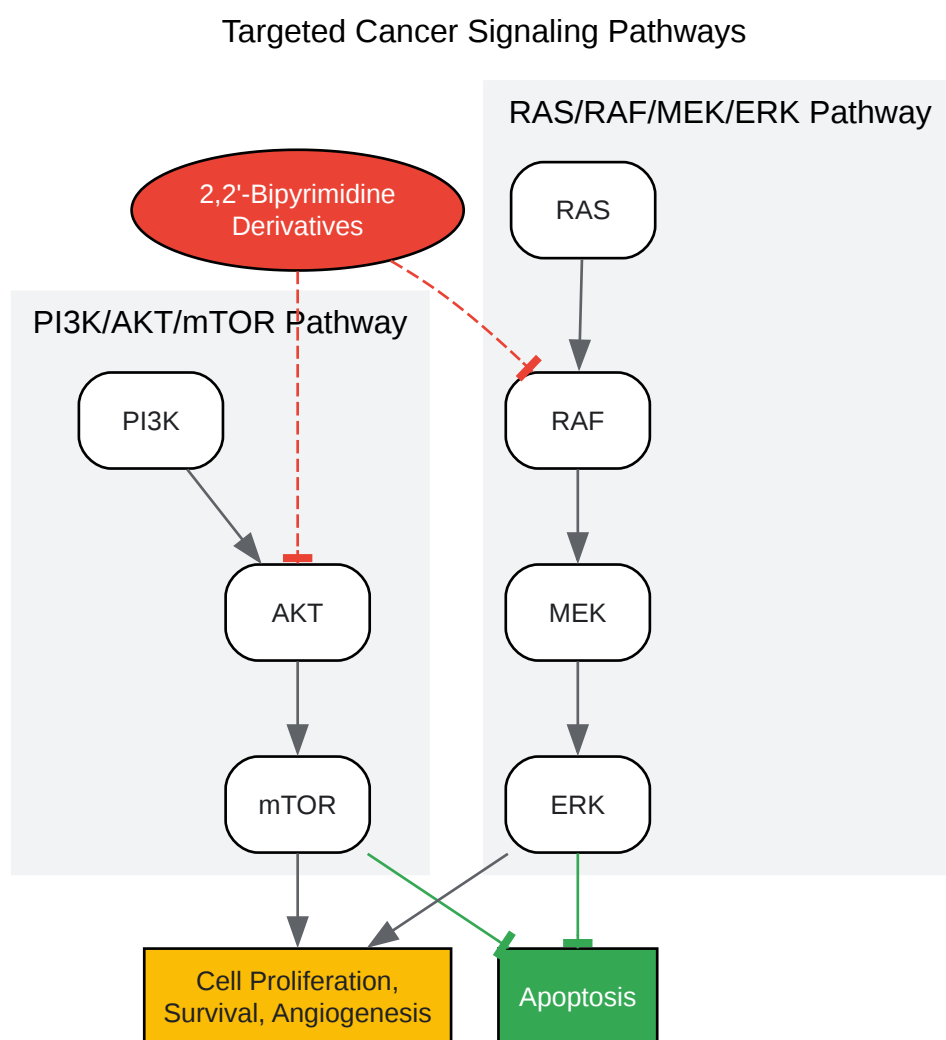 Targeted Cancer Signaling Pathways
RAS/RAF/MEK/ERK Pathway
2,2'-Bipyrimidine
Derivatives
RAS
PI3K/AKT/mTOR Pathway
PI3K
RAF
AKT
MEK
mTOR
ERK
Cell Proliferation,
Survival, Angiogenesis
Apoptosis